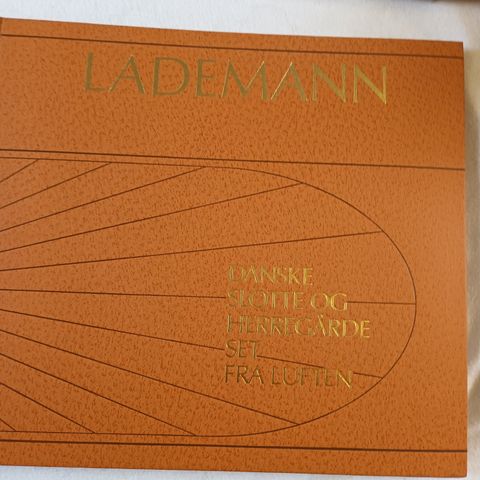 LADEMANN
DANSKE
SLOTTE OG
HERREGÅRDE
SET
FRA LUFTEN